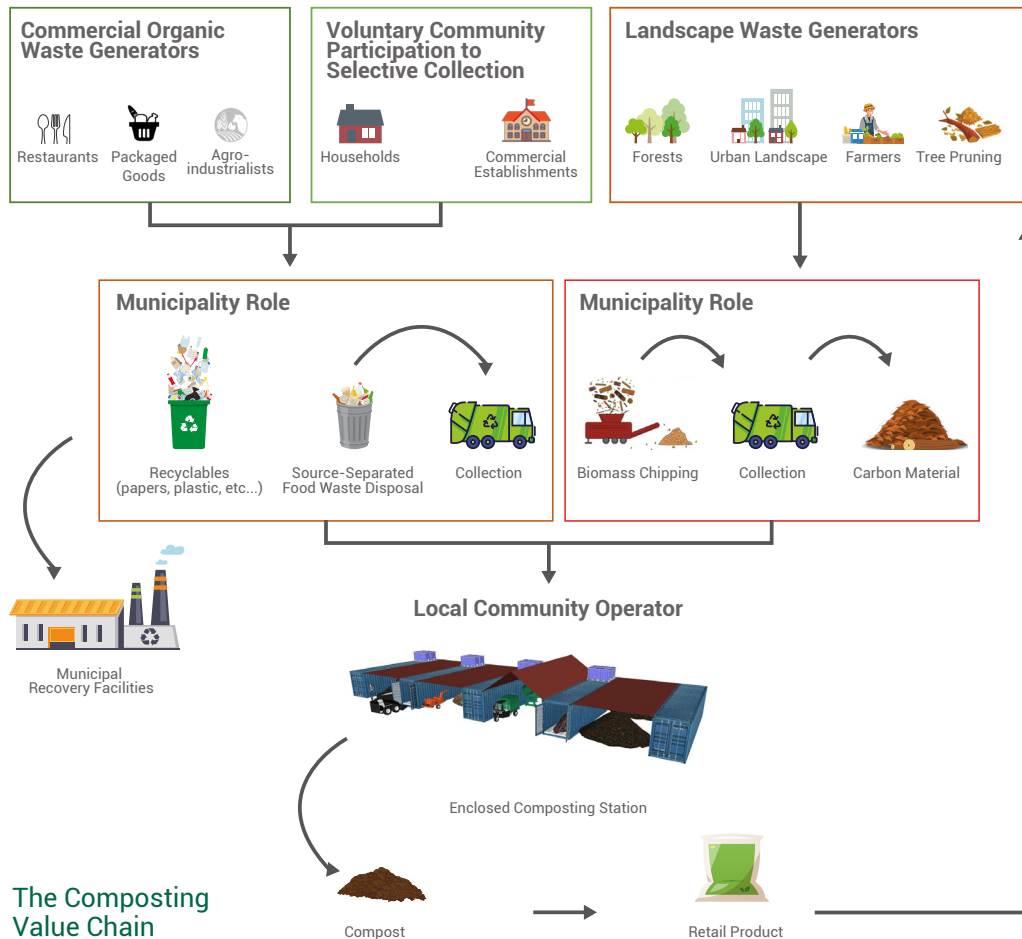 Commercial Organic
Waste Generators
Restaurants
Packaged
Goods
Agro-
industrialists
Voluntary Community
Participation to
Selective Collection
Households
Commercial
Establishments
Landscape Waste Generators
Forests
Urban Landscape
Farmers
Tree Pruning
Municipality Role
Recyclables
(papers, plastic, etc...)
Source-Separated
Food Waste Disposal
Collection
Municipality Role
Biomass Chipping
Collection
Carbon Material
Municipal
Recovery Facilities
Local Community Operator
Enclosed Composting Station
Compost
Retail Product
The Composting
Value Chain